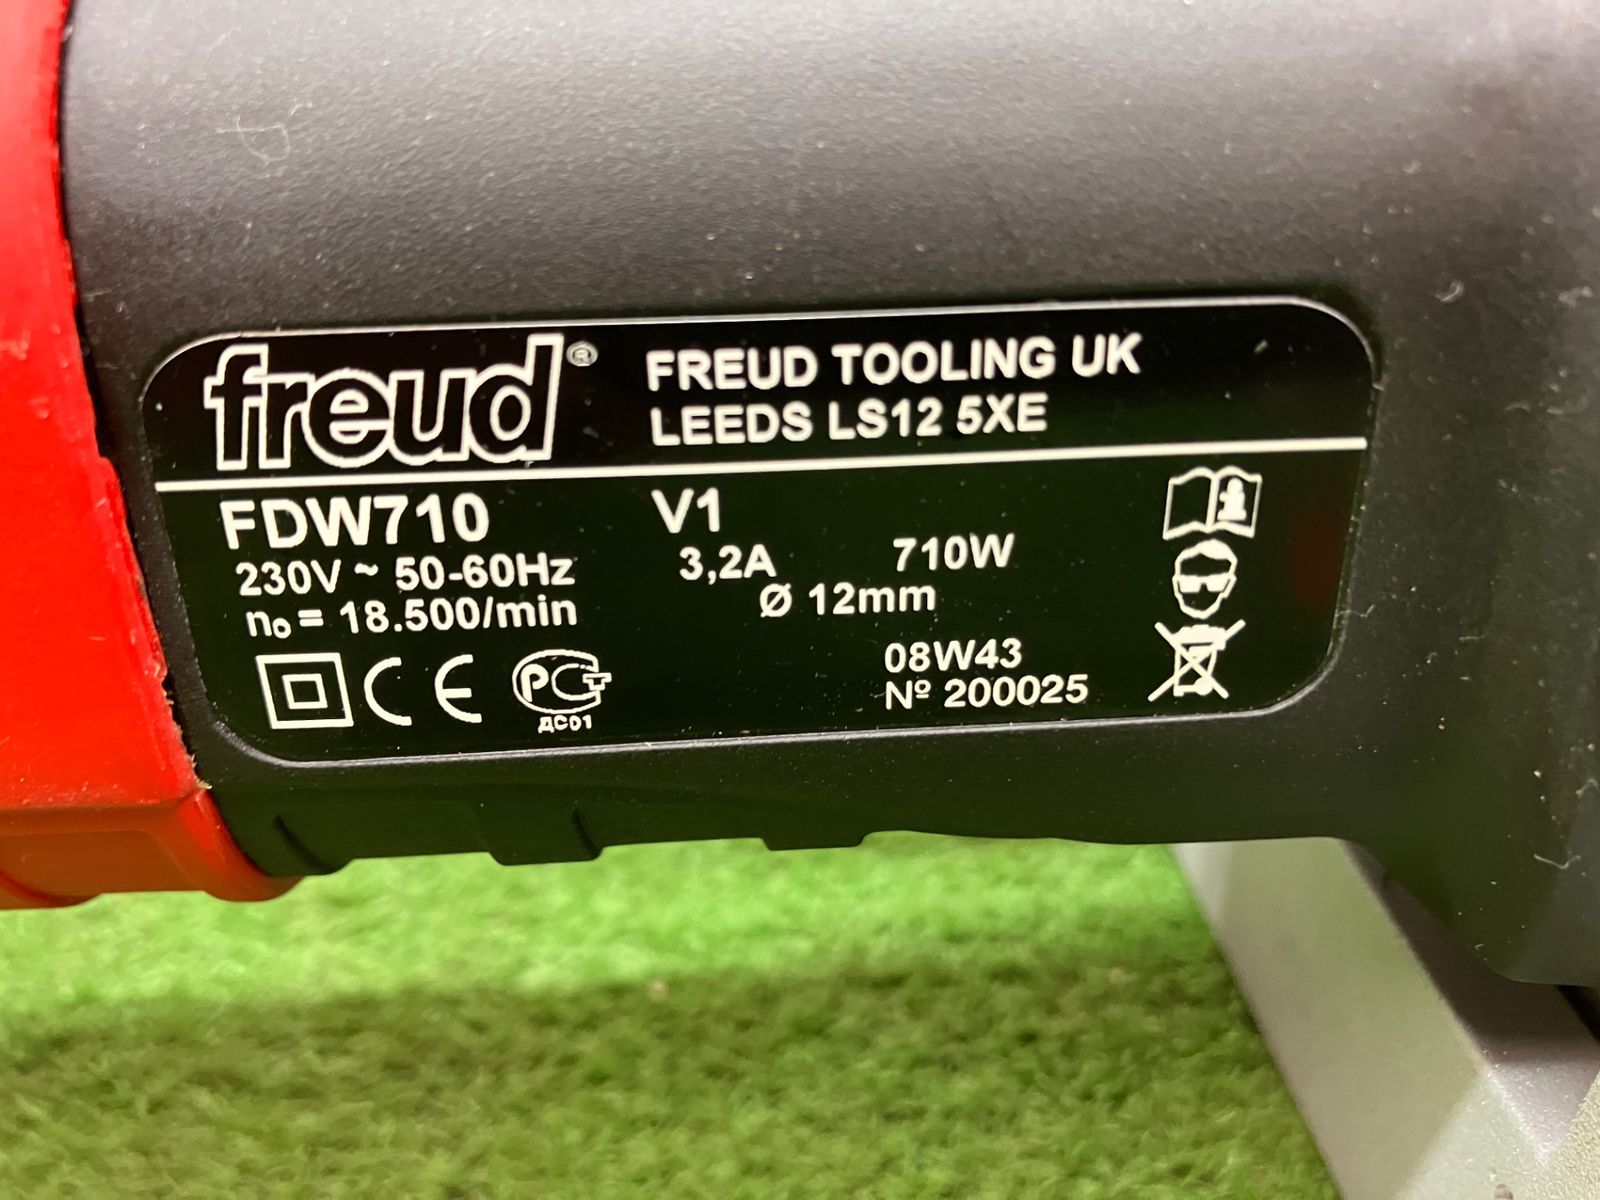 freud®
FREUD TOOLING UK
LEEDS LS12 5XE
FDW710 V1
230V ~ 50-60Hz 3,2A 710W
no = 18.500/min Ø 12mm
CE PCT
ДС01
08W43
Nº 200025